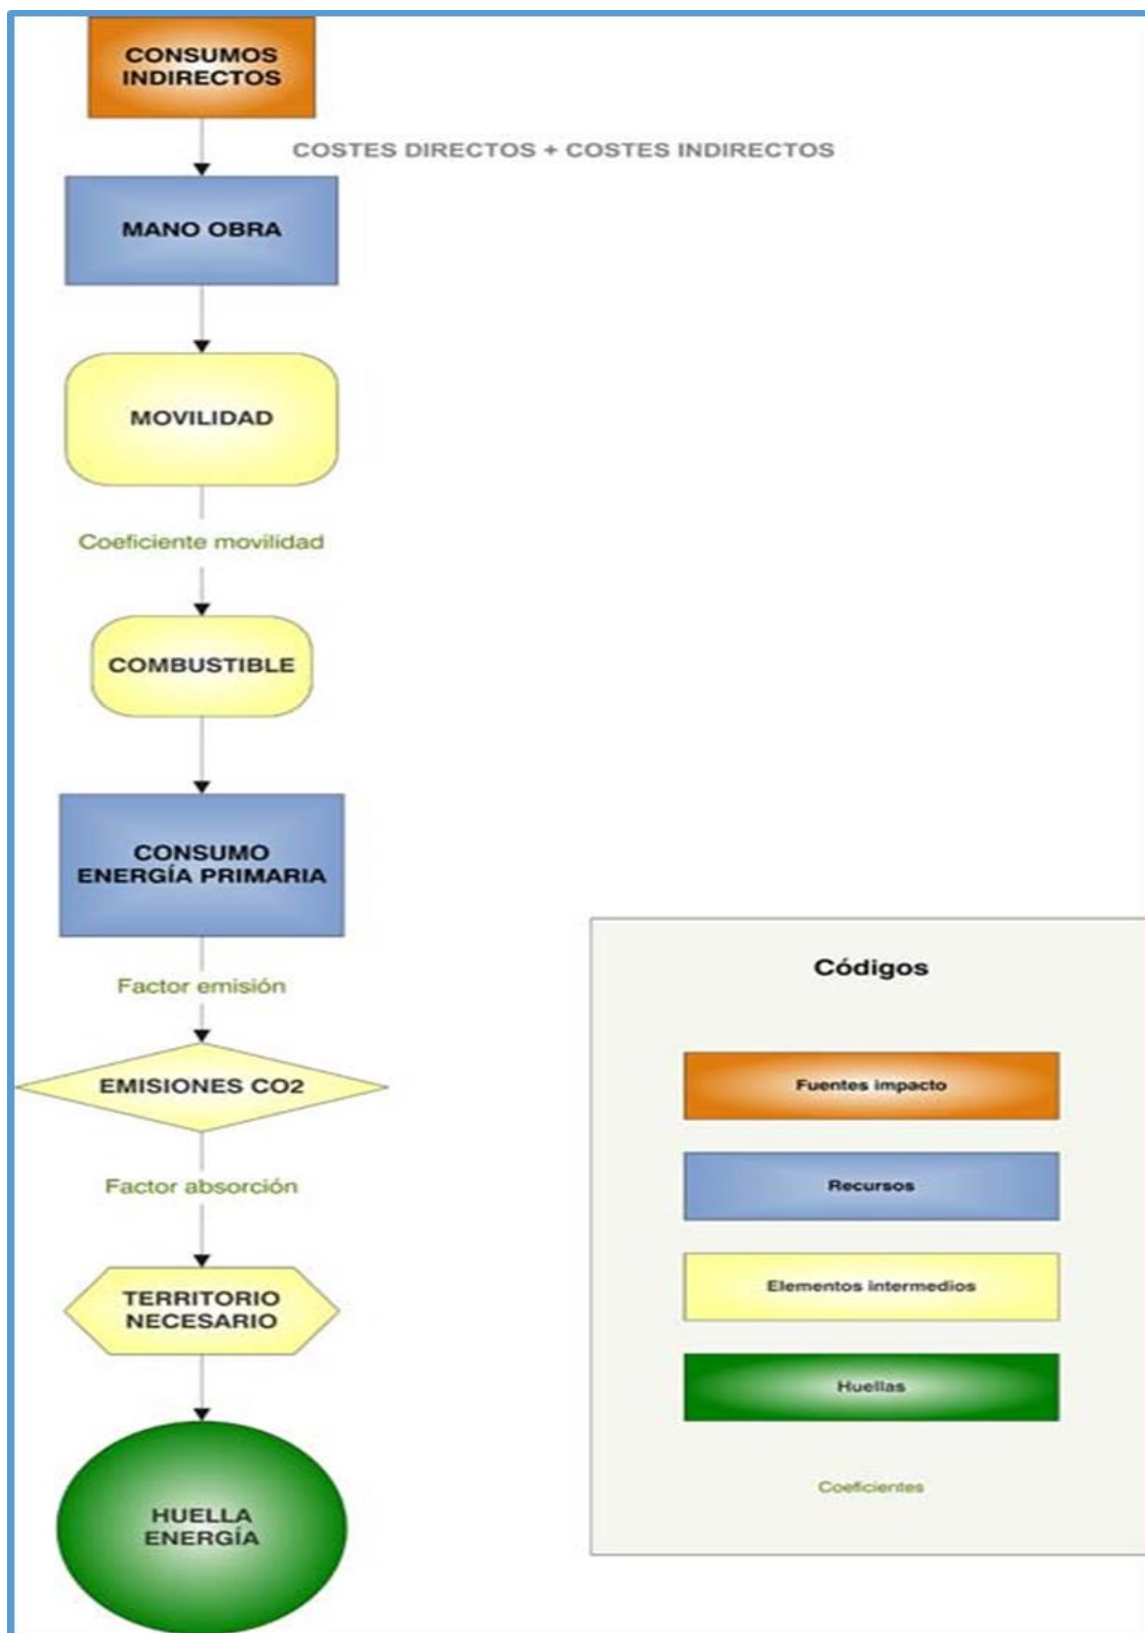 CONSUMOS
INDIRECTOS
COSTES DIRECTOS + COSTES INDIRECTOS
MANO OBRA
MOVILIDAD
Coeficiente movilidad
COMBUSTIBLE
CONSUMO
ENERGÍA PRIMARIA
Factor emisión
EMISIONES CO2
Factor absorción
TERRITORIO
NECESARIO
HUELLA
ENERGÍA
Códigos
Fuentes impacto
Recursos
Elementos intermedios
Huellas
Coeficientes